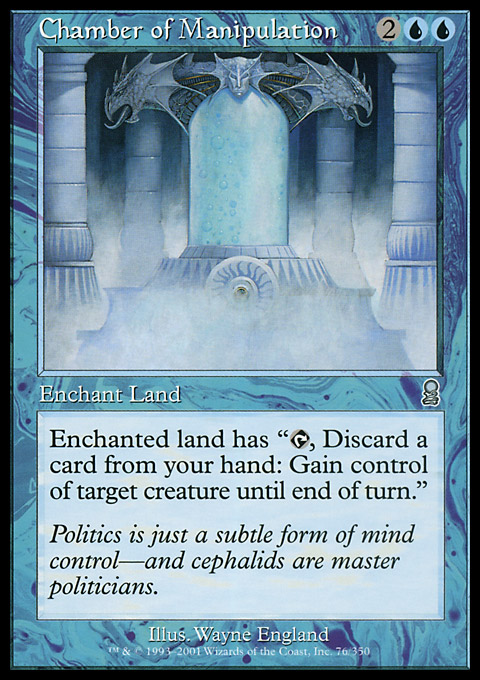 Chamber of Manipulation 2
Enchant Land
Enchanted land has “, Discard a
card from your hand: Gain control
of target creature until end of turn.”
Politics is just a subtle form of mind
control—and cephalids are master
politicians.
Illus. Wayne England
™ & © 1993–2001 Wizards of the Coast, Inc. 76/350